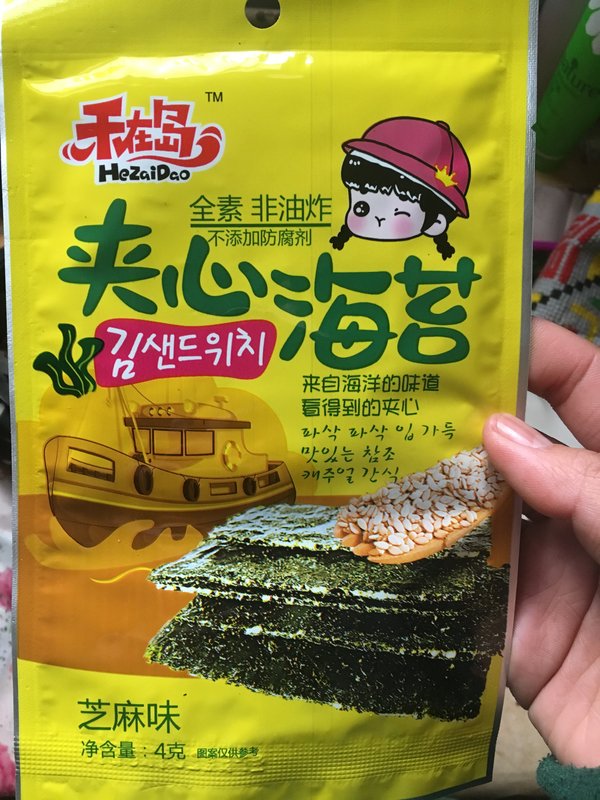 禾在岛 TM
HeZaiDao
全素 非油炸
不添加防腐剂
夹心海苔
김샌드위치
来自海洋的味道
看得到的夹心
파삭 파삭 입 가득
맛있는 참조
캐주얼 간식
芝麻味
净含量：4克 图案仅供参考